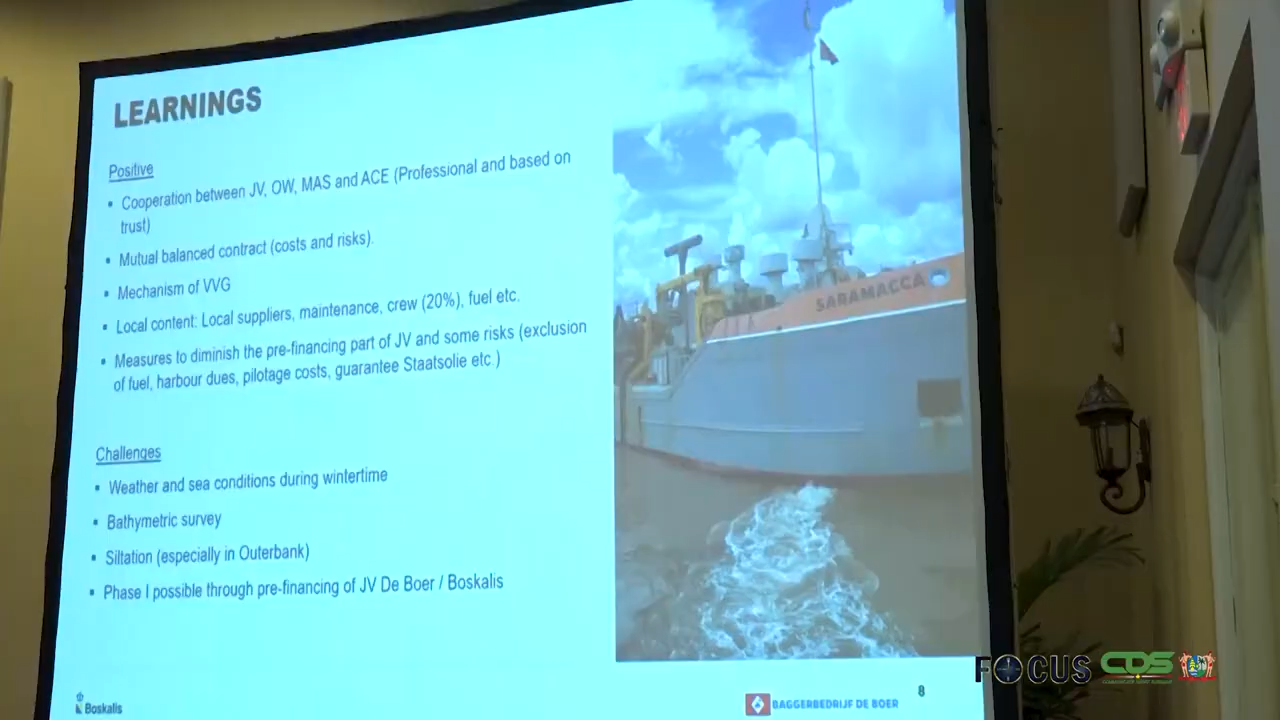 LEARNINGS
Positive
• Cooperation between JV, OW, MAS and ACE (Professional and based on
trust)
• Mutual balanced contract (costs and risks).
• Mechanism of VVG
• Local content: Local suppliers, maintenance, crew (20%), fuel etc.
• Measures to diminish the pre-financing part of JV and some risks (exclusion
of fuel, harbour dues, pilotage costs, guarantee Staatsolie etc.)
Challenges
• Weather and sea conditions during wintertime
• Bathymetric survey
• Siltation (especially in Outerbank)
• Phase I possible through pre-financing of JV De Boer / Boskalis
SARAMACCA
Boskalis
BAGGERBEDRIJF DE BOER
8
FOCUS
CDS